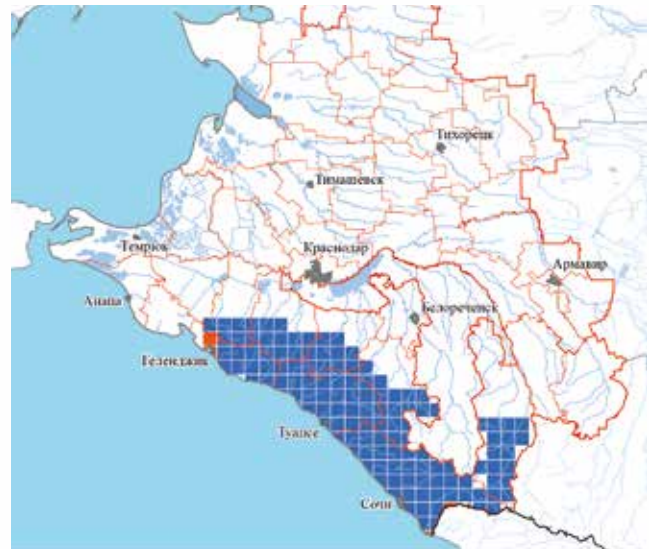 Тихорецк
Тимашевск
Темрюк
Краснодар
Армавир
Анапа
Белореченск
Геленджик
Туапсе
Сочи